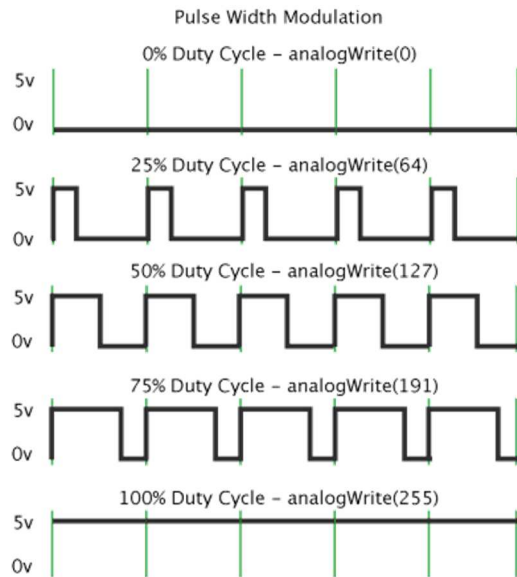 Pulse Width Modulation
0% Duty Cycle – analogWrite(0)
5v
0v
25% Duty Cycle – analogWrite(64)
5v
0v
50% Duty Cycle – analogWrite(127)
5v
0v
75% Duty Cycle – analogWrite(191)
5v
0v
100% Duty Cycle – analogWrite(255)
5v
0v